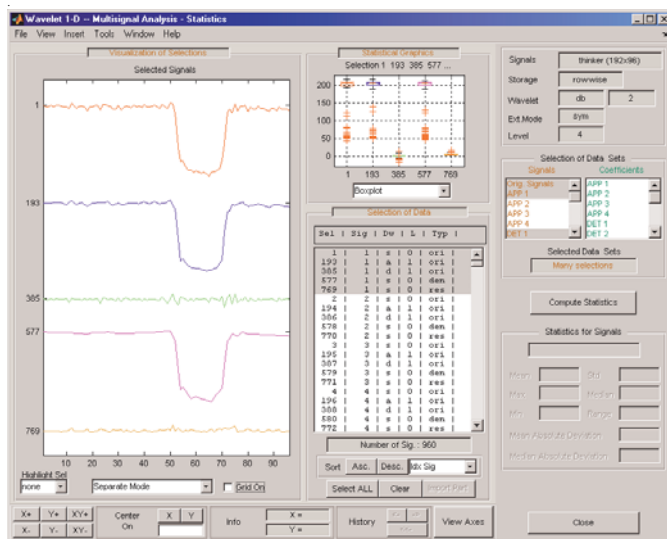 Wavelet 1-D -- Multisignal Analysis - Statistics
File View Insert Tools Window Help
Visualization of Selections
Selected Signals
1
193
385
577
769
10 20 30 40 50 60 70 80 90
Highlight Sel
none
Separate Mode
Grid On
Statistical Graphics
Selection 1 193 385 577 ...
200
150
100
50
0
1 193 385 577 769
Boxplot
Selection of Data
Sel | Sig | Dw | L | Typ |
1 | 1 | s | 0 | ori |
193 | 1 | a | 1 | ori |
385 | 1 | d | 1 | ori |
577 | 1 | s | 0 | den |
769 | 1 | s | 0 | res |
2 | 2 | s | 0 | ori |
194 | 2 | a | 1 | ori |
386 | 2 | d | 1 | ori |
578 | 2 | s | 0 | den |
770 | 2 | s | 0 | res |
3 | 3 | s | 0 | ori |
195 | 3 | a | 1 | ori |
387 | 3 | d | 1 | ori |
579 | 3 | s | 0 | den |
771 | 3 | s | 0 | res |
4 | 4 | s | 0 | ori |
196 | 4 | a | 1 | ori |
388 | 4 | d | 1 | ori |
580 | 4 | s | 0 | den |
772 | 4 | s | 0 | res |
Number of Sig. : 960
Sort Asc. Desc. Idx Sig
Select ALL Clear Import Part
Signals thinker (192x96)
Storage rowwise
Wavelet db 2
Ext.Mode sym
Level 4
Selection of Data Sets
Signals
Orig. Signals
APP 1
APP 2
APP 3
APP 4
DET 1
Coefficients
APP 1
APP 2
APP 3
APP 4
DET 1
DET 2
Selected Data Sets
Many selections
Compute Statistics
Statistics for Signals
Mean Std
Max Median
Min Range
Mean Absolute Deviation
Median Absolute Deviation
X+ Y+ XY+
X- Y- XY-
Center On
X Y
Info
X =
Y =
History
View Axes
Close